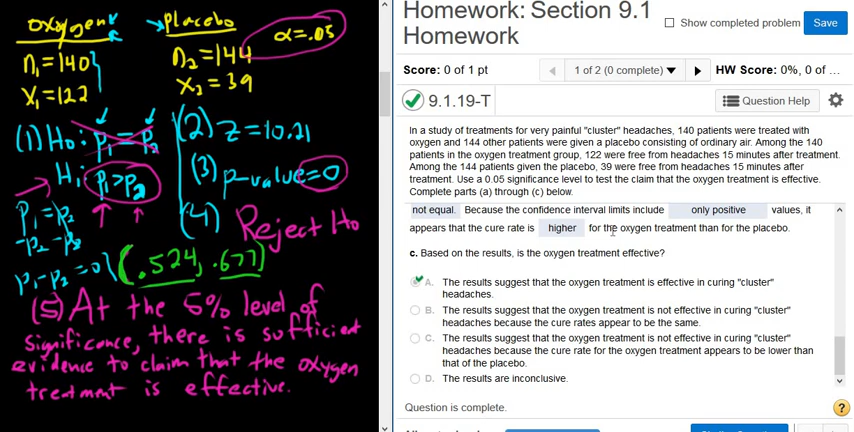 oxygen
placebo
α=.05
n₁=140
n₂=144
x₁=122
x₂=39
(1) H₀: p₁=p₂
H₁: p₁>p₂
p₁=p₂
-p₂ -p₂
p₁-p₂=0
(2) z=10.21
(3) p-value=0
(4) Reject H₀
(.524, .677)
(5) At the 5% level of
significance, there is sufficient
evidence to claim that the oxygen
treatment is effective.
Homework: Section 9.1
Homework
Show completed problem
Save
Score: 0 of 1 pt
1 of 2 (0 complete)
HW Score: 0%, 0 of ...
9.1.19-T
Question Help
In a study of treatments for very painful "cluster" headaches, 140 patients were treated with
oxygen and 144 other patients were given a placebo consisting of ordinary air. Among the 140
patients in the oxygen treatment group, 122 were free from headaches 15 minutes after treatment.
Among the 144 patients given the placebo, 39 were free from headaches 15 minutes after
treatment. Use a 0.05 significance level to test the claim that the oxygen treatment is effective.
Complete parts (a) through (c) below.
not equal. Because the confidence interval limits include only positive values, it
appears that the cure rate is higher for the oxygen treatment than for the placebo.
c. Based on the results, is the oxygen treatment effective?
A. The results suggest that the oxygen treatment is effective in curing "cluster"
headaches.
B. The results suggest that the oxygen treatment is not effective in curing "cluster"
headaches because the cure rates appear to be the same.
C. The results suggest that the oxygen treatment is not effective in curing "cluster"
headaches because the cure rate for the oxygen treatment appears to be lower than
that of the placebo.
D. The results are inconclusive.
Question is complete.
?